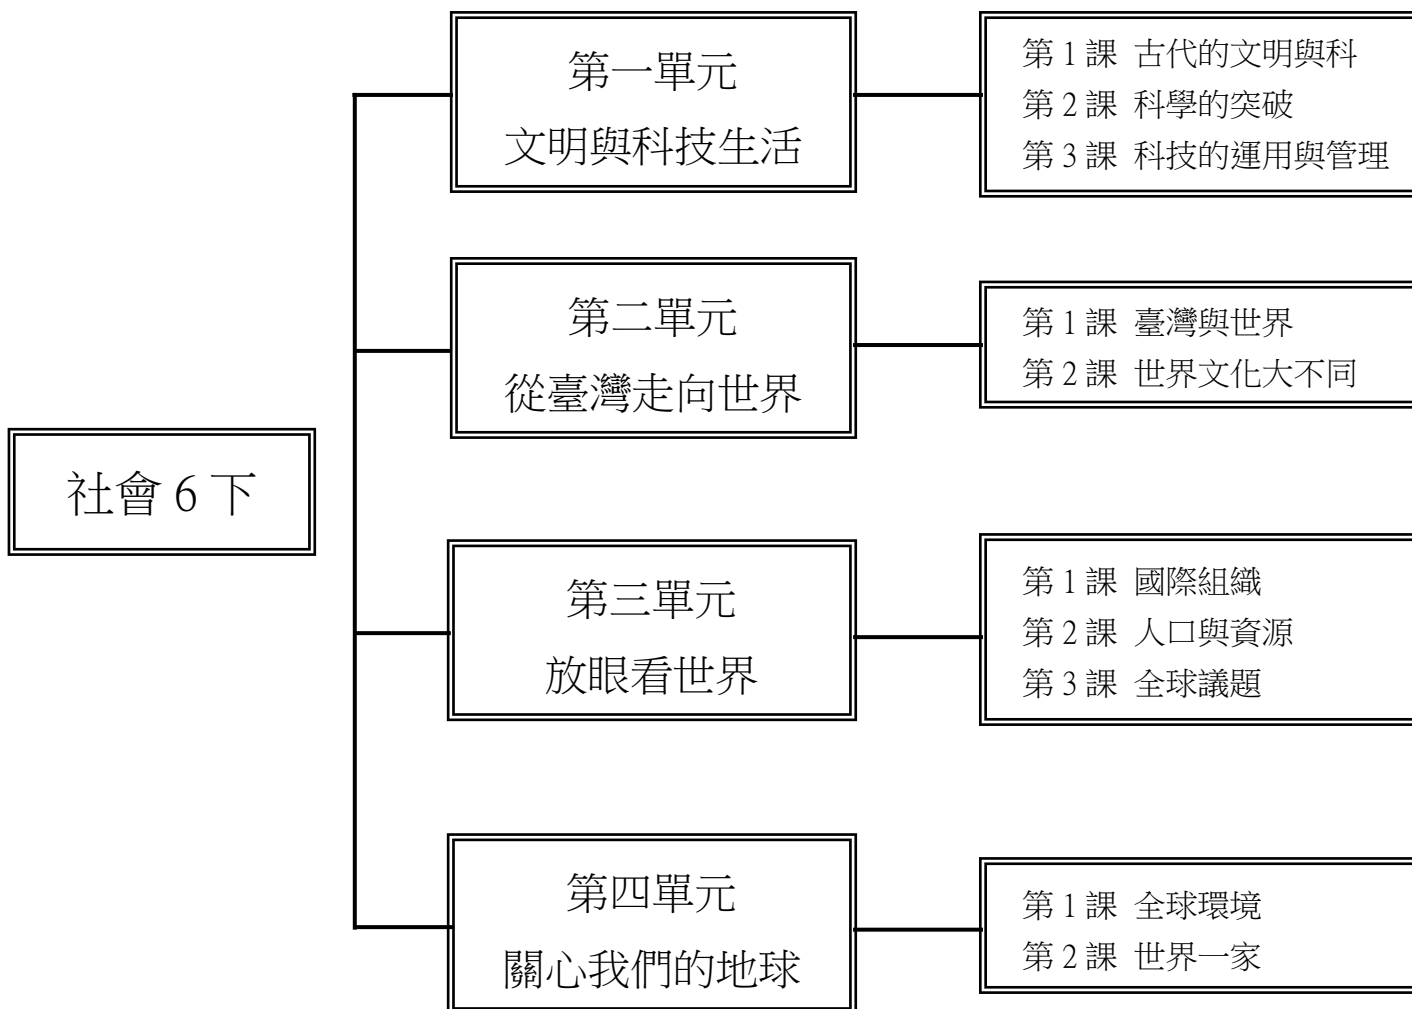 社會 6 下
第一單元
文明與科技生活
第 1 課 古代的文明與科
第 2 課 科學的突破
第 3 課 科技的運用與管理
第二單元
從臺灣走向世界
第 1 課 臺灣與世界
第 2 課 世界文化大不同
第三單元
放眼看世界
第 1 課 國際組織
第 2 課 人口與資源
第 3 課 全球議題
第四單元
關心我們的地球
第 1 課 全球環境
第 2 課 世界一家